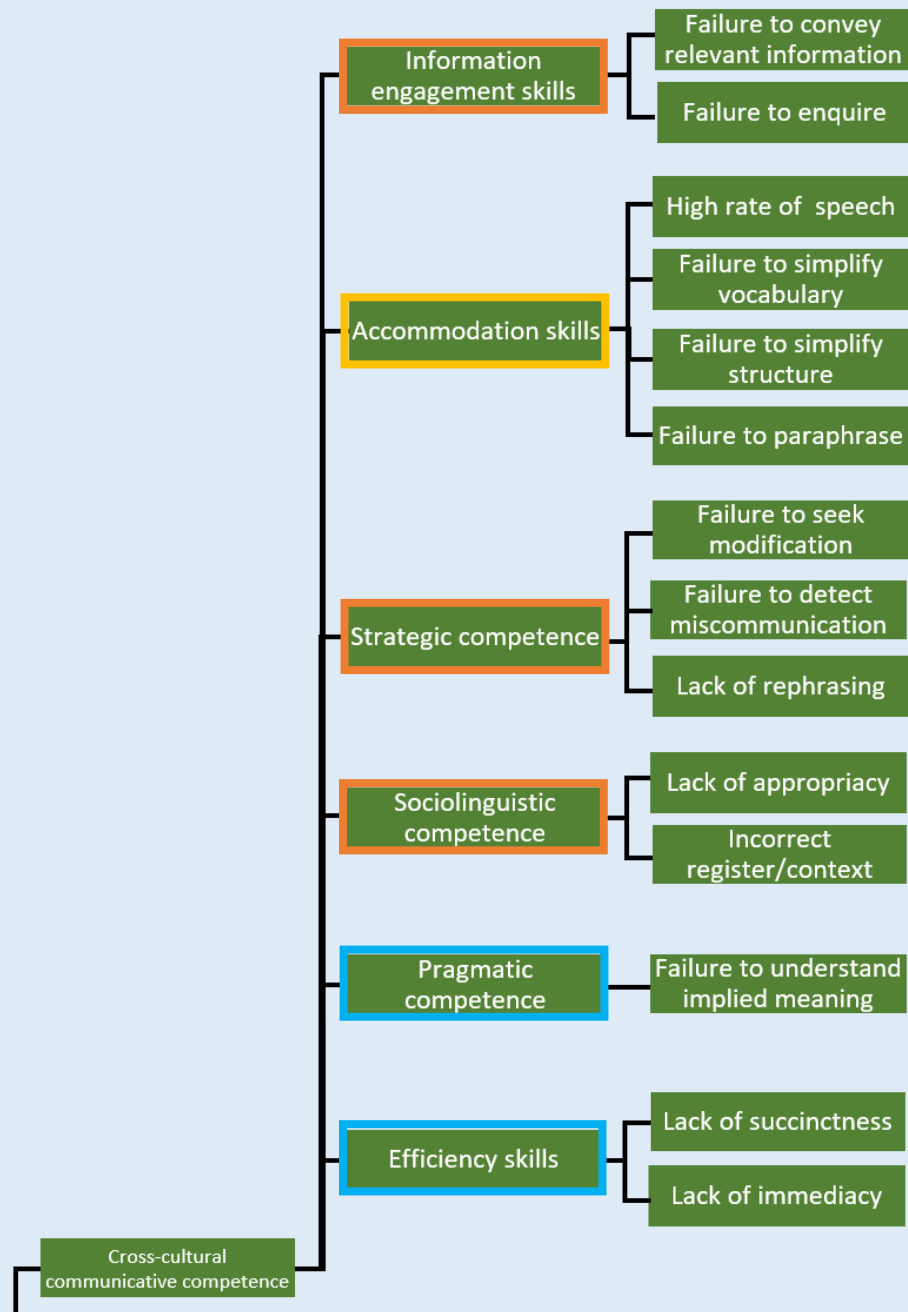 Information
engagement skills
Failure to convey
relevant information
Failure to enquire
Accommodation skills
High rate of speech
Failure to simplify
vocabulary
Failure to simplify
structure
Failure to paraphrase
Strategic competence
Failure to seek
modification
Failure to detect
miscommunication
Lack of rephrasing
Sociolinguistic
competence
Lack of appropriacy
Incorrect
register/context
Pragmatic
competence
Failure to understand
implied meaning
Efficiency skills
Lack of succinctness
Lack of immediacy
Cross-cultural
communicative competence